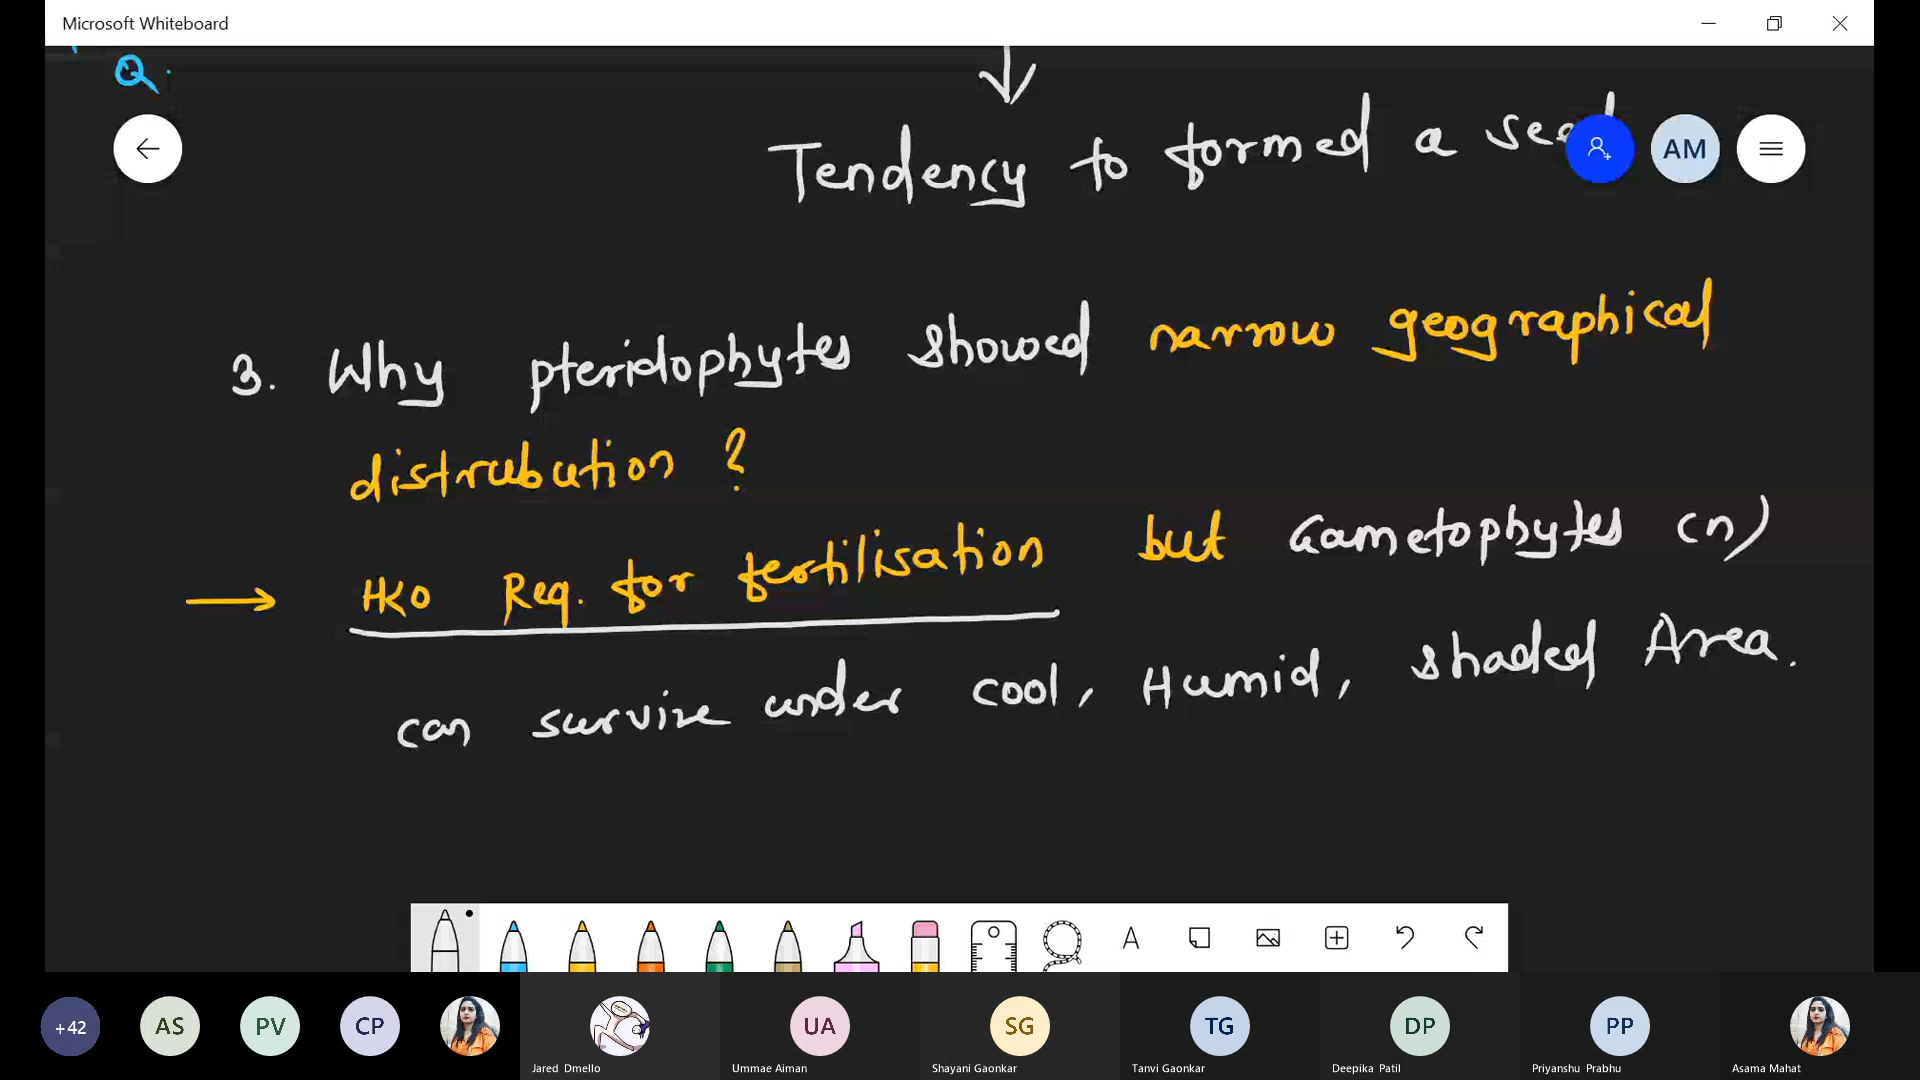 Microsoft Whiteboard
Q.
Tendency to formed a seed
AM
3. Why pteridophytes showed narrow geographical
distrubution ?
→ H2O Req. for fertilisation but Gametophytes (n)
can survive under cool, Humid, shaded Area.
A
+42 AS PV CP UA SG TG DP PP
Jared Dmello Ummae Aiman Shayani Gaonkar Tanvi Gaonkar Deepika Patil Priyanshu Prabhu Asama Mahat